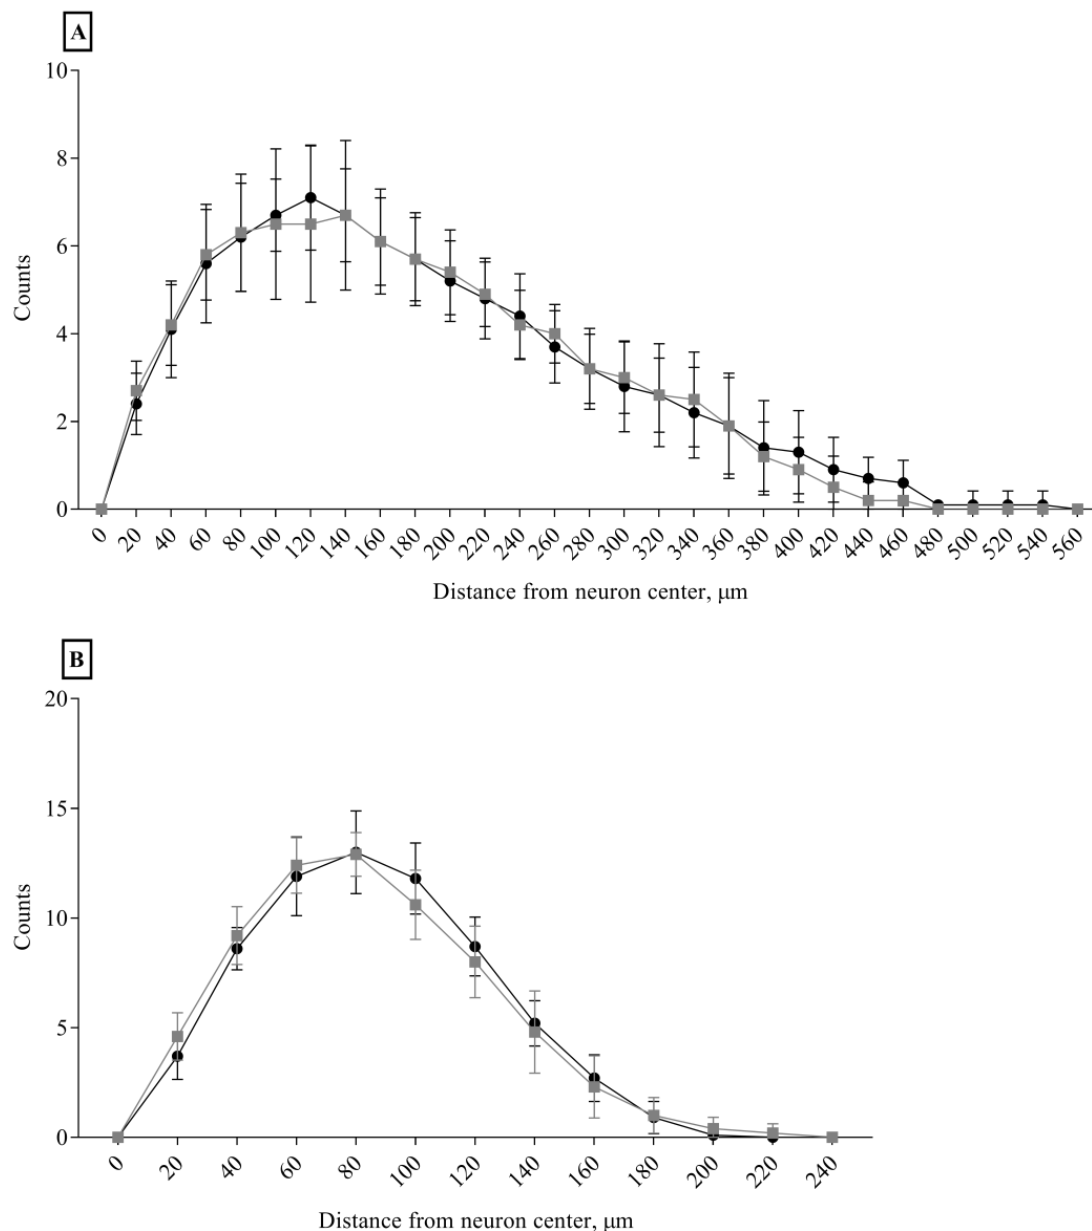 A
10
8
6
4
2
0
Counts
0 20 40 60 80 100 120 140 160 180 200 220 240 260 280 300 320 340 360 380 400 420 440 460 480 500 520 540 560
Distance from neuron center, μm
B
20
15
10
5
0
Counts
0 20 40 60 80 100 120 140 160 180 200 220 240
Distance from neuron center, μm